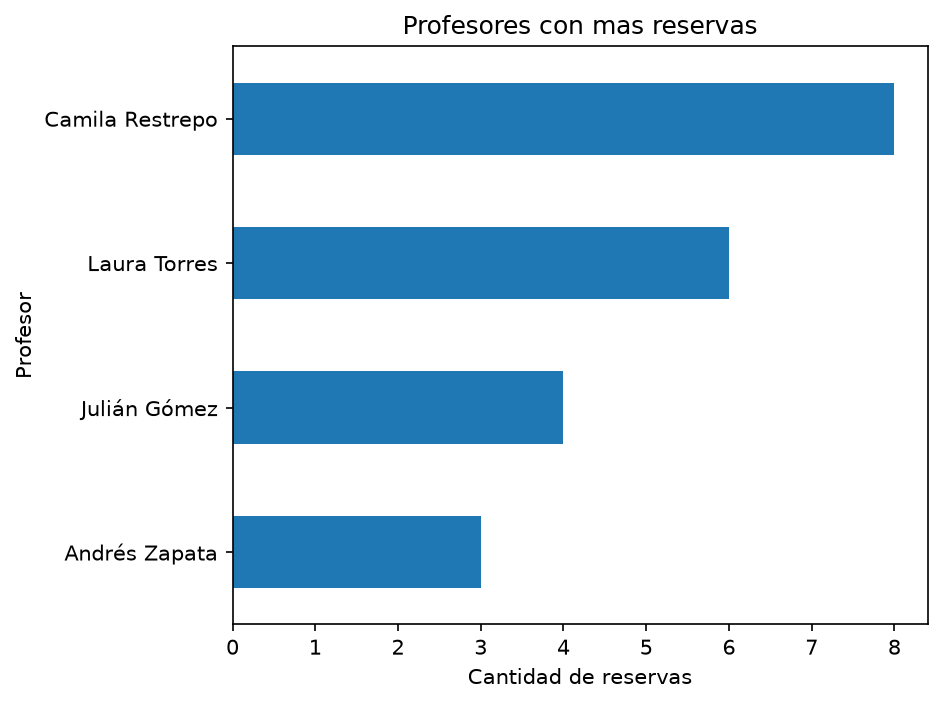 Profesores con mas reservas
Camila Restrepo
Laura Torres
Julián Gómez
Andrés Zapata
Profesor
0 1 2 3 4 5 6 7 8
Cantidad de reservas